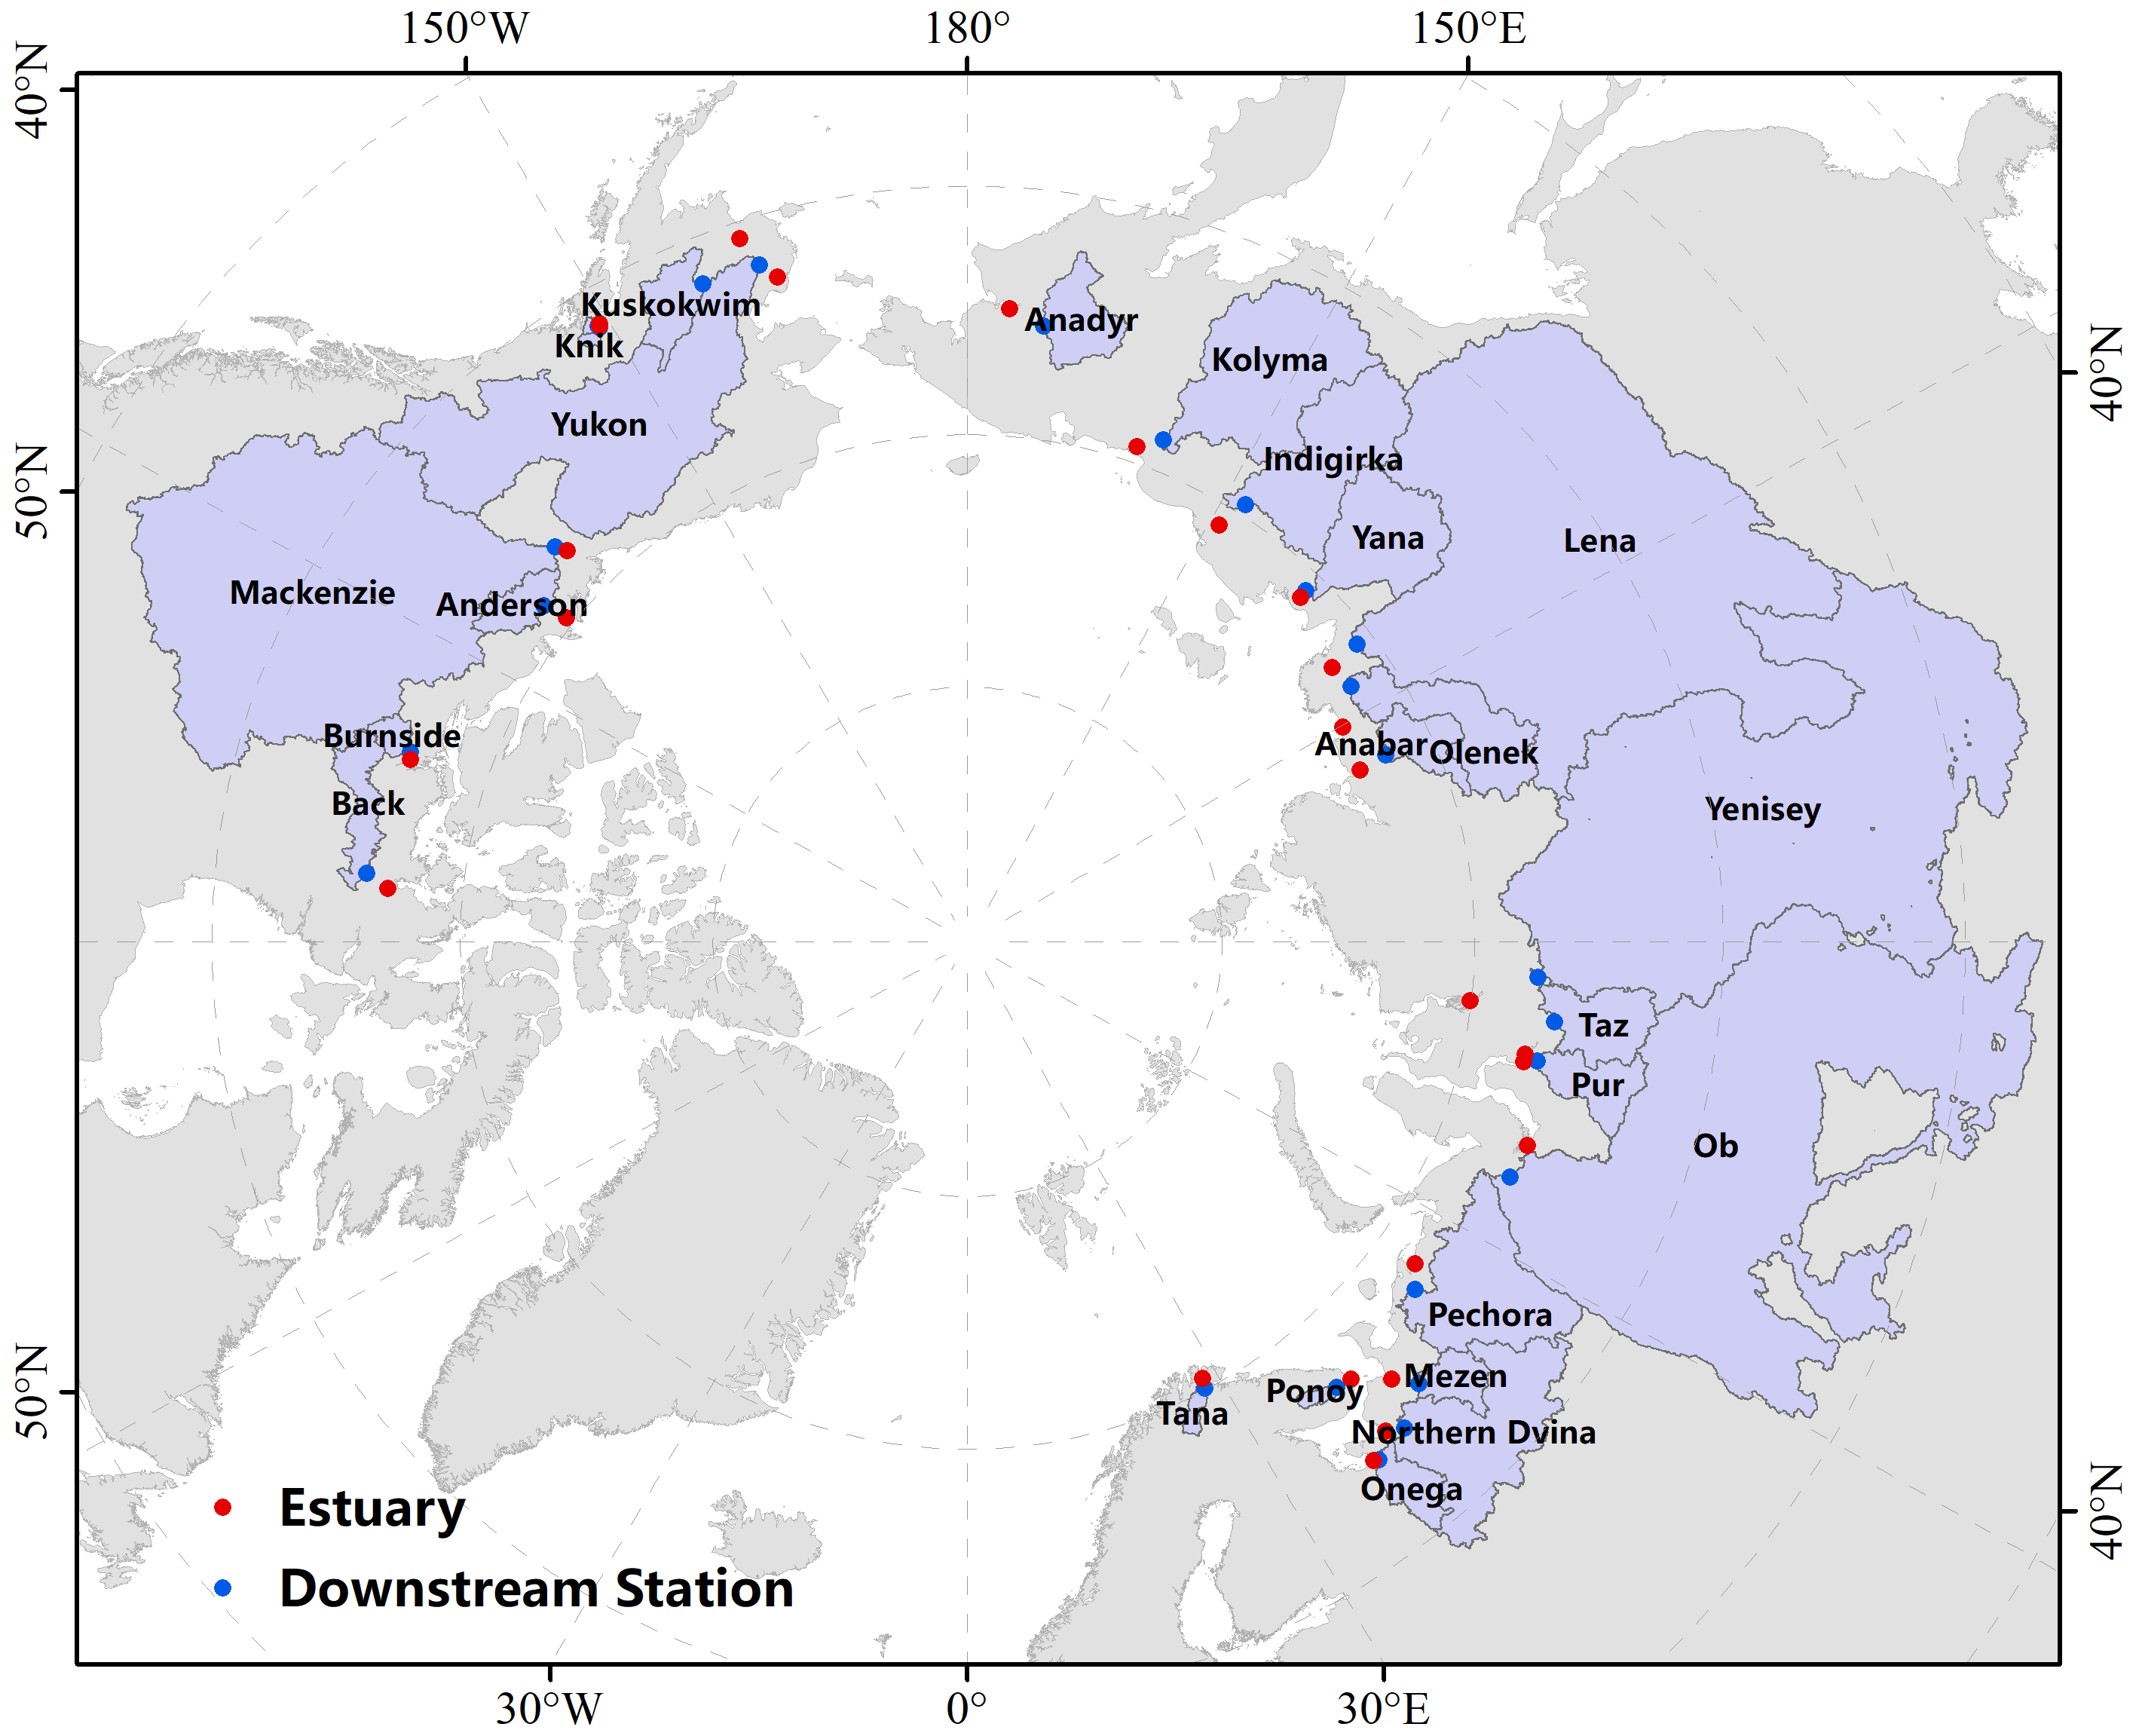 150°W
180°
150°E
40°N
40°N
50°N
50°N
40°N
Kuskokwim
Knik
Anadyr
Kolyma
Yukon
Indigirka
Yana
Lena
Mackenzie
Anderson
Burnside
Anabar
Olenek
Back
Yenisey
Taz
Pur
Ob
Pechora
Mezen
Ponoy
Tana
Northern Dvina
Onega
Estuary
Downstream Station
30°W
0°
30°E